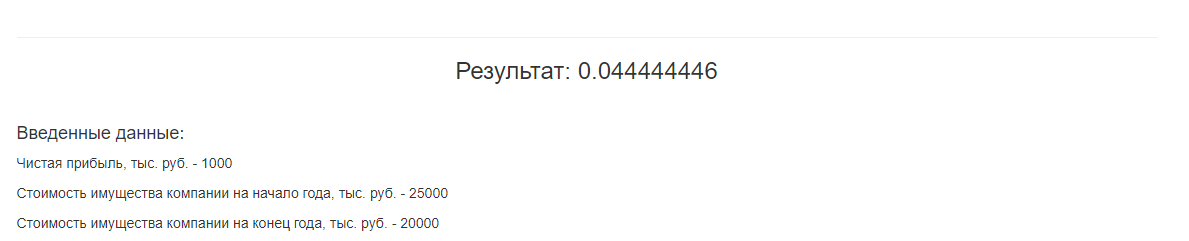 Результат: 0.044444446
Введенные данные:
Чистая прибыль, тыс. руб. - 1000
Стоимость имущества компании на начало года, тыс. руб. - 25000
Стоимость имущества компании на конец года, тыс. руб. - 20000